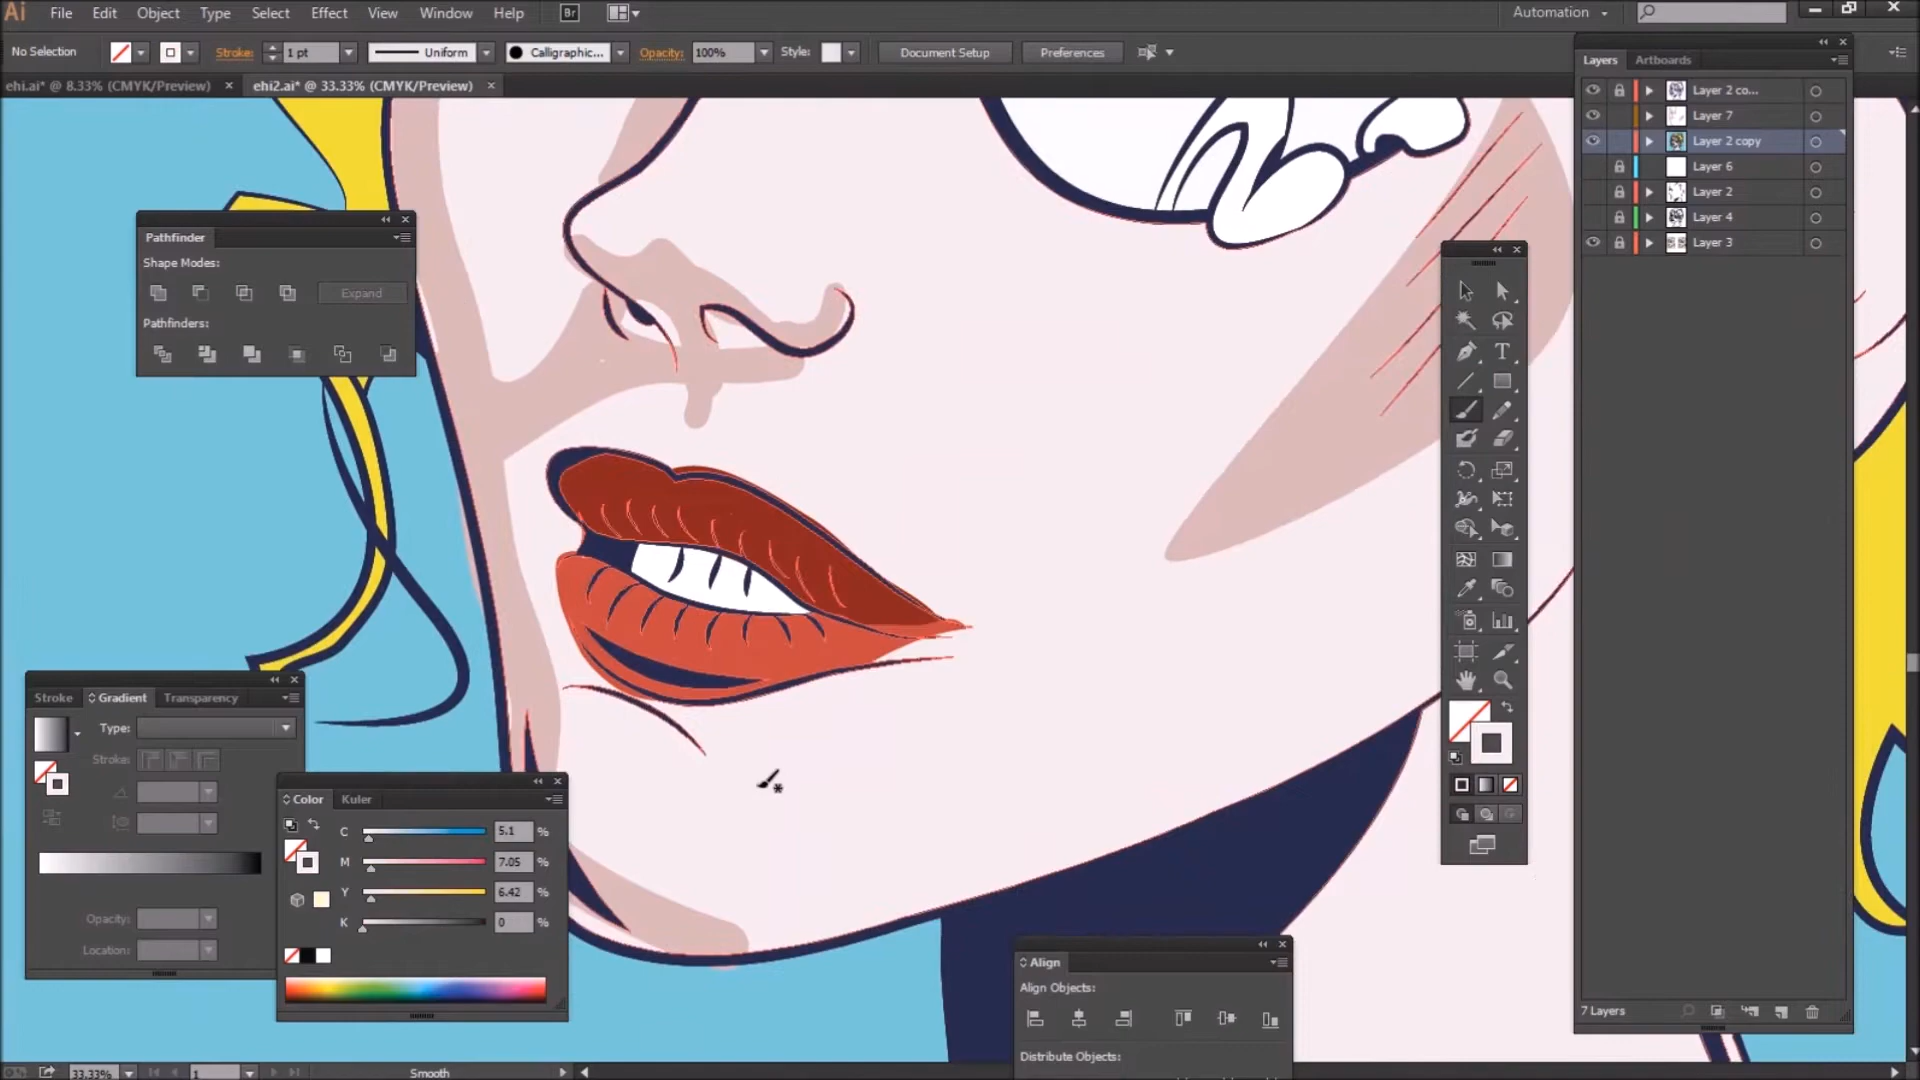 Ai File Edit Object Type Select Effect View Window Help Br Automation
No Selection Stroke: 1 pt Uniform Calligraphic... Opacity: 100% Style: Document Setup Preferences
ehi.ai* @ 8.33% (CMYK/Preview) × ehi2.ai* @ 33.33% (CMYK/Preview) ×
Layers Artboards
Layer 2 co...
Layer 7
Layer 2 copy
Layer 6
Layer 2
Layer 4
Layer 3
7 Layers
Pathfinder
Shape Modes:
Expand
Pathfinders:
T
Stroke Gradient Transparency
Type:
Stroke:
Opacity:
Location:
Color Kuler
C 5.1 %
M 7.05 %
Y 6.42 %
K 0 %
Align
Align Objects:
Distribute Objects:
33.33% 1 Smooth